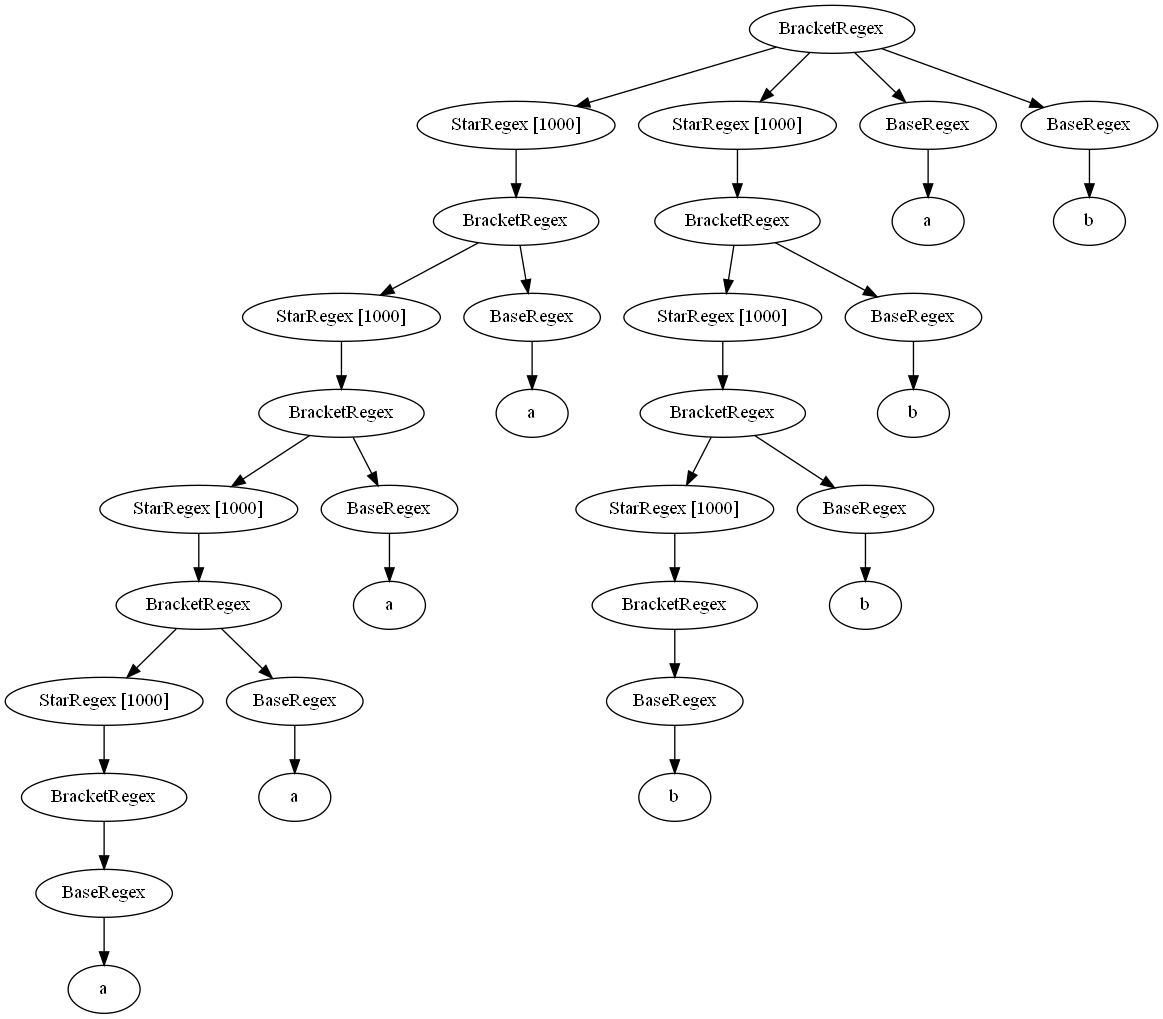 BracketRegex
StarRegex [1000] StarRegex [1000] BaseRegex BaseRegex
BracketRegex BracketRegex a b
StarRegex [1000] BaseRegex StarRegex [1000] BaseRegex
BracketRegex a BracketRegex b
StarRegex [1000] BaseRegex StarRegex [1000] BaseRegex
BracketRegex a BracketRegex b
StarRegex [1000] BaseRegex BaseRegex
BracketRegex a b
BaseRegex
a